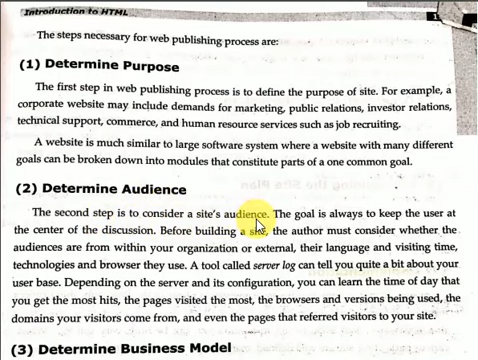 Introduction to HTML
The steps necessary for web publishing process are:
(1) Determine Purpose
The first step in web publishing process is to define the purpose of site. For example, a
corporate website may include demands for marketing, public relations, investor relations,
technical support, commerce, and human resource services such as job recruiting.
A website is much similar to large software system where a website with many different
goals can be broken down into modules that constitute parts of a one common goal.
(2) Determine Audience
The second step is to consider a site's audience. The goal is always to keep the user at
the center of the discussion. Before building a site, the author must consider whether the
audiences are from within your organization or external, their language and visiting time,
technologies and browser they use. A tool called server log can tell you quite a bit about your
user base. Depending on the server and its configuration, you can learn the time of day that
you get the most hits, the pages visited the most, the browsers and versions being used, the
domains your visitors come from, and even the pages that referred visitors to your site.
(3) Determine Business Model